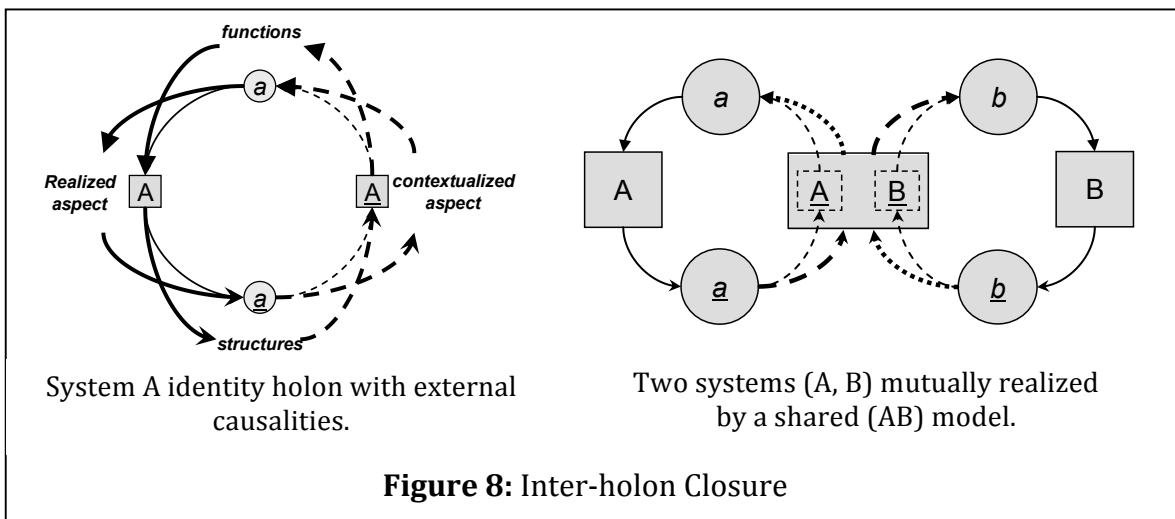 functions
a
Realized
aspect
A
A
contextualized
aspect
a
structures
System A identity holon with external
causalities.
a
b
A
A
B
B
a
b
Two systems (A, B) mutually realized
by a shared (AB) model.
Figure 8: Inter-holon Closure